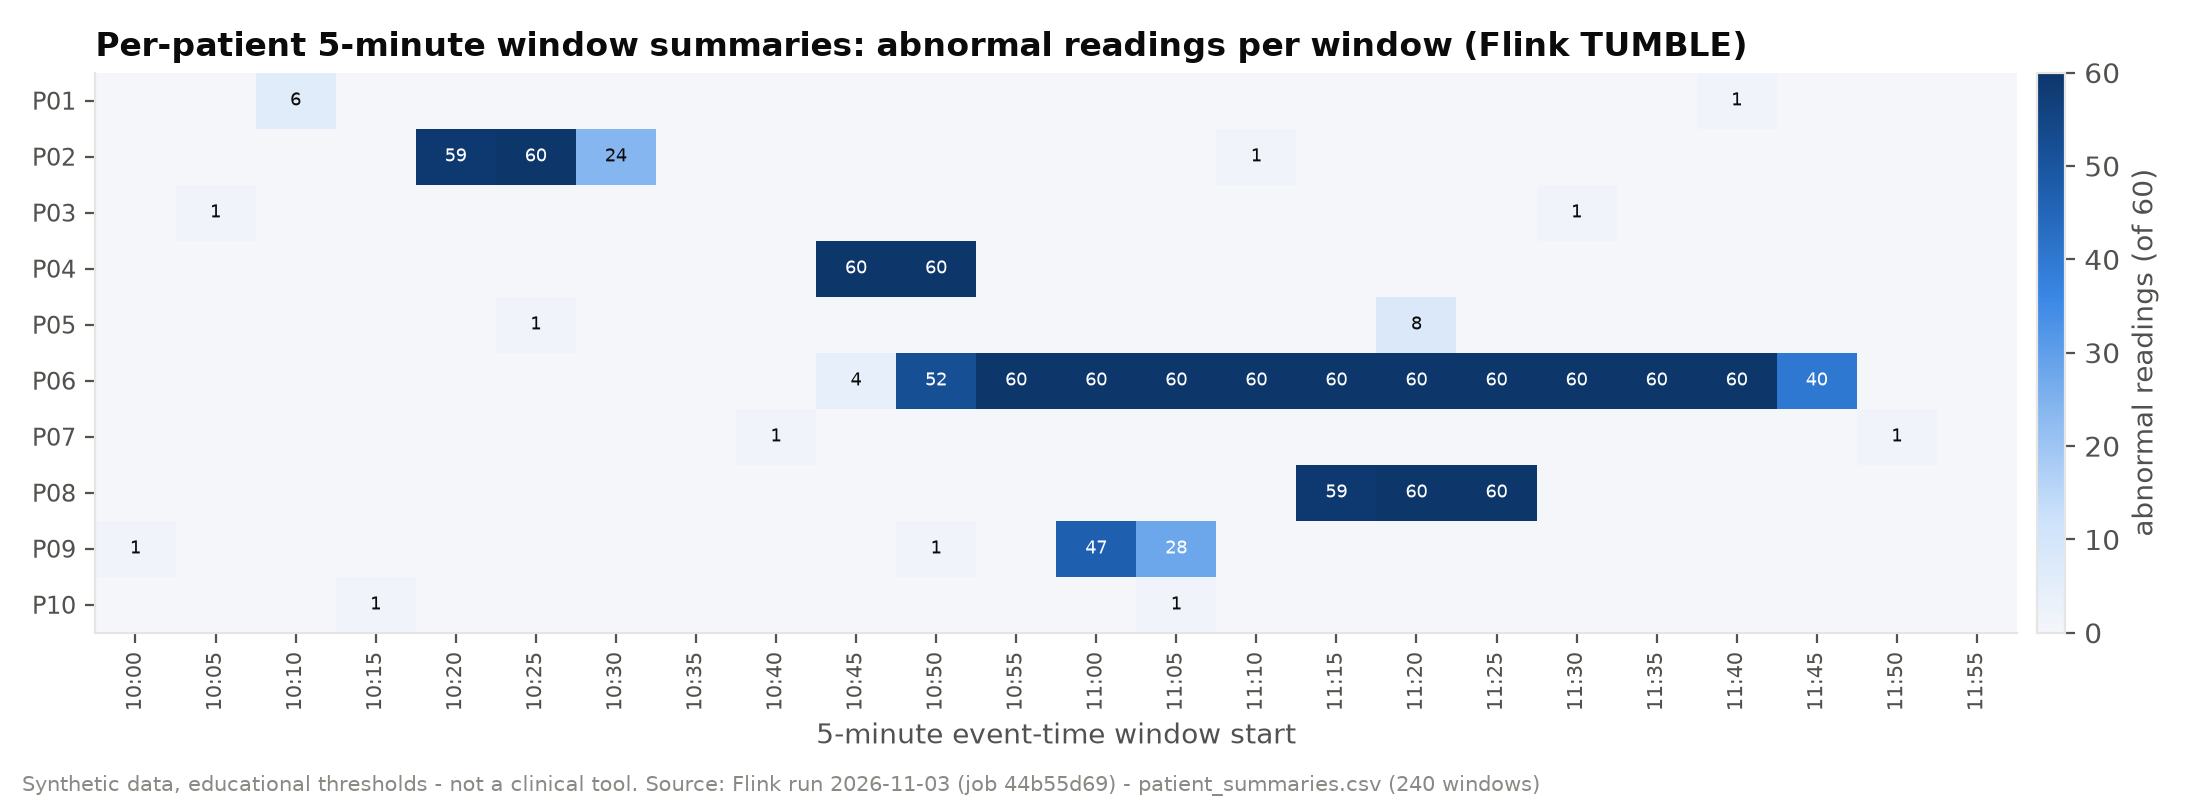 Per-patient 5-minute window summaries: abnormal readings per window (Flink TUMBLE)
P01 6 1
P02 59 60 24 1
P03 1 1
P04 60 60
P05 1 8
P06 4 52 60 60 60 60 60 60 60 60 60 60 40
P07 1 1
P08 59 60 60
P09 1 1 47 28
P10 1 1
10:00 10:05 10:10 10:15 10:20 10:25 10:30 10:35 10:40 10:45 10:50 10:55 11:00 11:05 11:10 11:15 11:20 11:25 11:30 11:35 11:40 11:45 11:50 11:55
5-minute event-time window start
60
50
40
30
20
10
0
abnormal readings (of 60)
Synthetic data, educational thresholds - not a clinical tool. Source: Flink run 2026-11-03 (job 44b55d69) - patient_summaries.csv (240 windows)